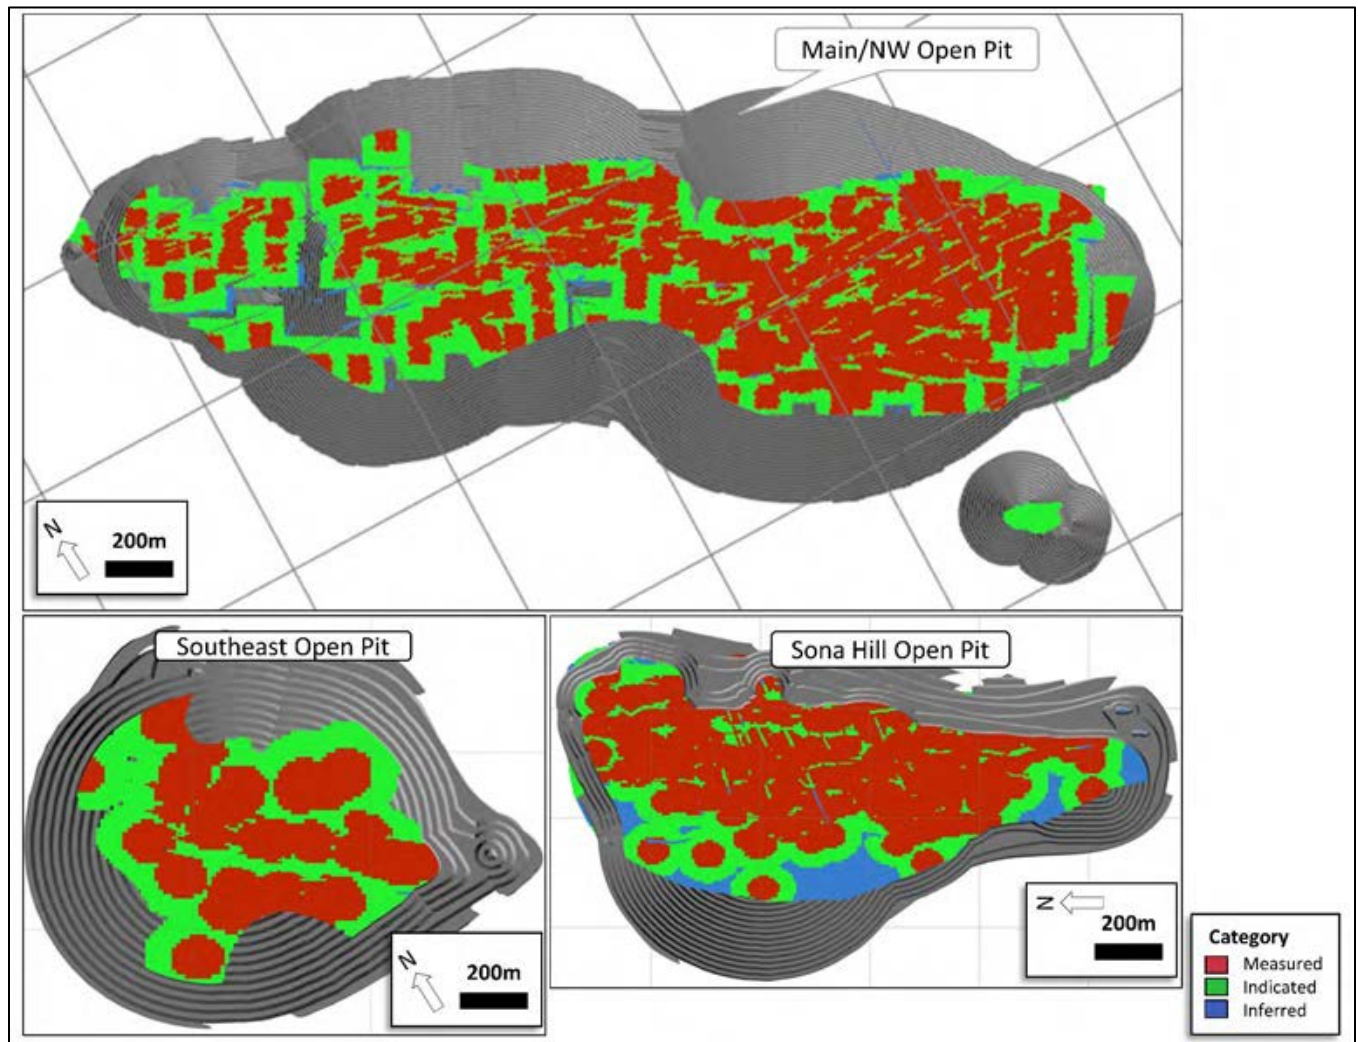 Main/NW Open Pit
N
200m
Southeast Open Pit
N
200m
Sona Hill Open Pit
N
200m
Category
Measured
Indicated
Inferred